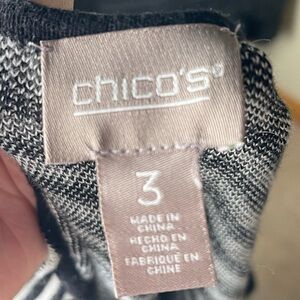 chico's®
3
MADE IN
CHINA
HECHO EN
CHINA
FABRIQUÉ EN
CHINE